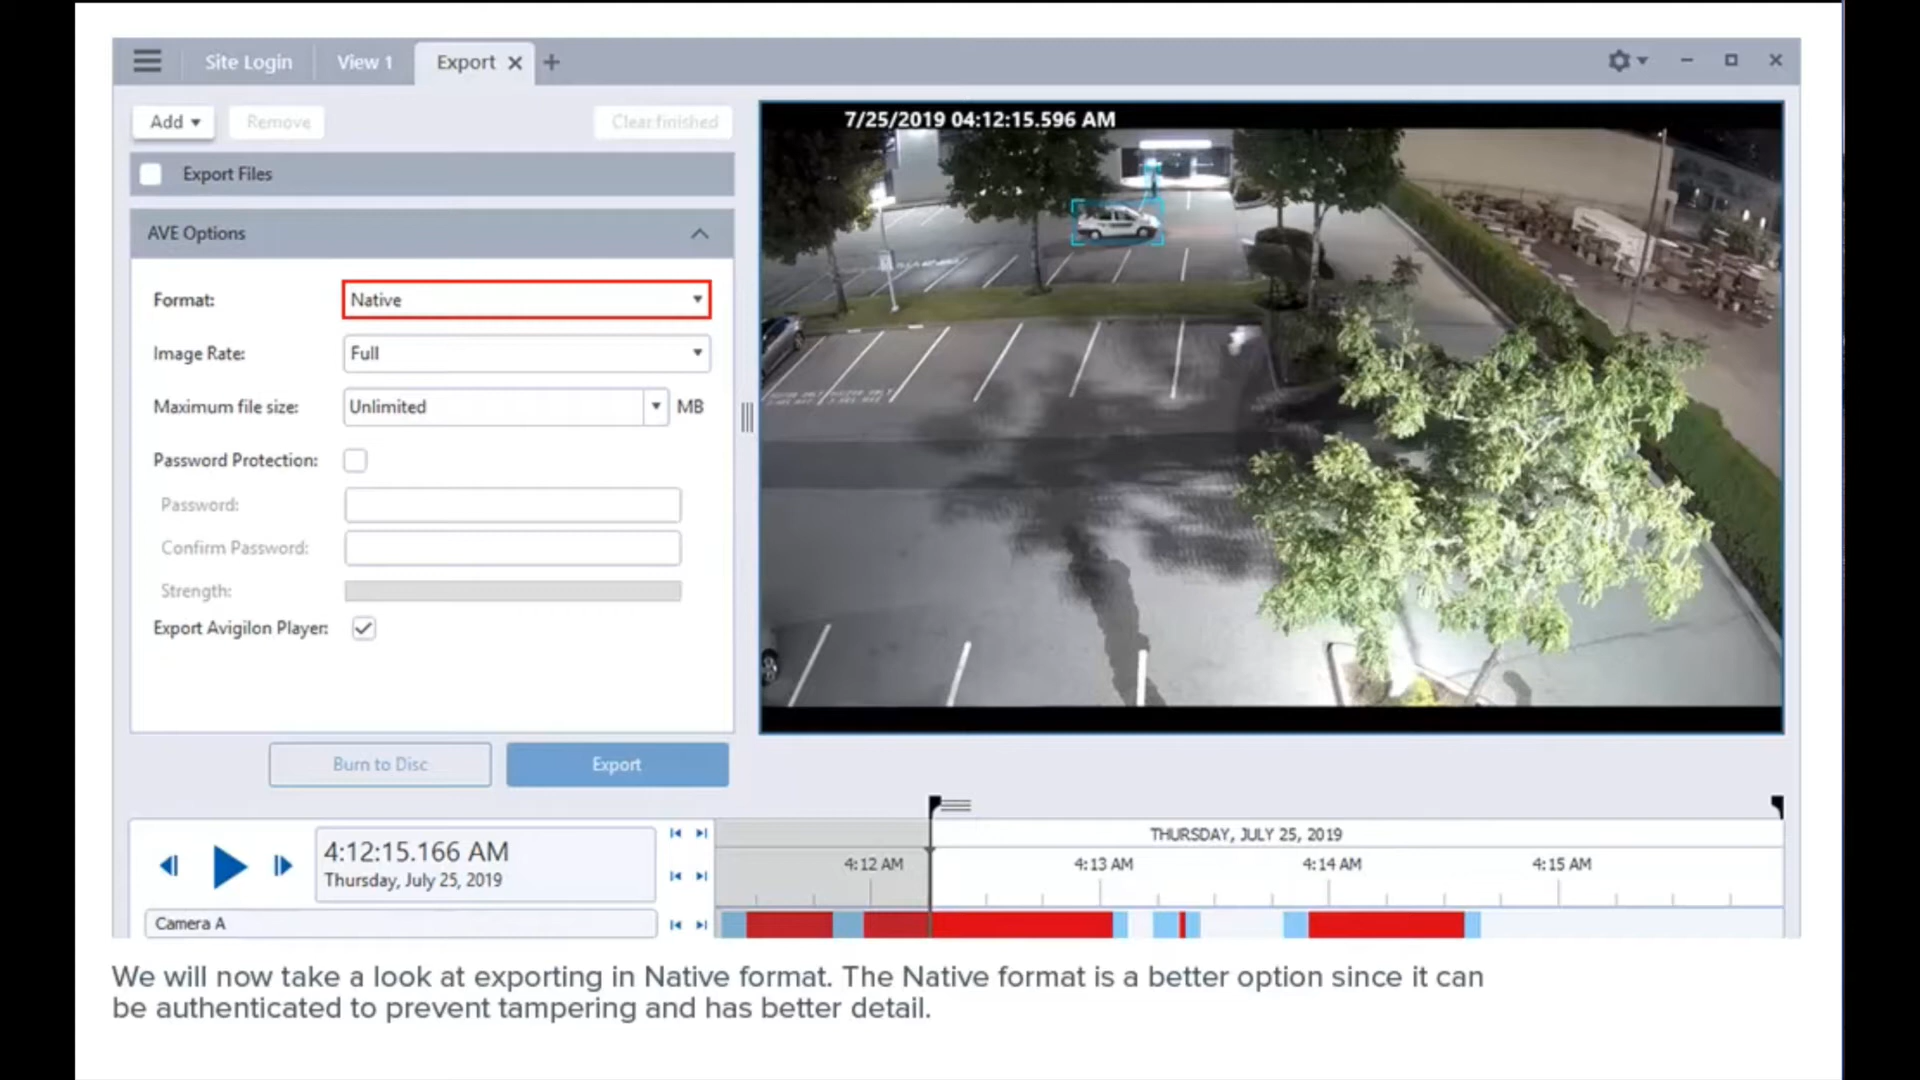 Site Login
View 1
Export
Add
Remove
Clear finished
7/25/2019 04:12:15.596 AM
Export Files
AVE Options
Format:
Native
Image Rate:
Full
Maximum file size:
Unlimited
MB
Password Protection:
Password:
Confirm Password:
Strength:
Export Avigilon Player:
Burn to Disc
Export
4:12:15.166 AM
Thursday, July 25, 2019
THURSDAY, JULY 25, 2019
4:12 AM
4:13 AM
4:14 AM
4:15 AM
Camera A
We will now take a look at exporting in Native format. The Native format is a better option since it can
be authenticated to prevent tampering and has better detail.